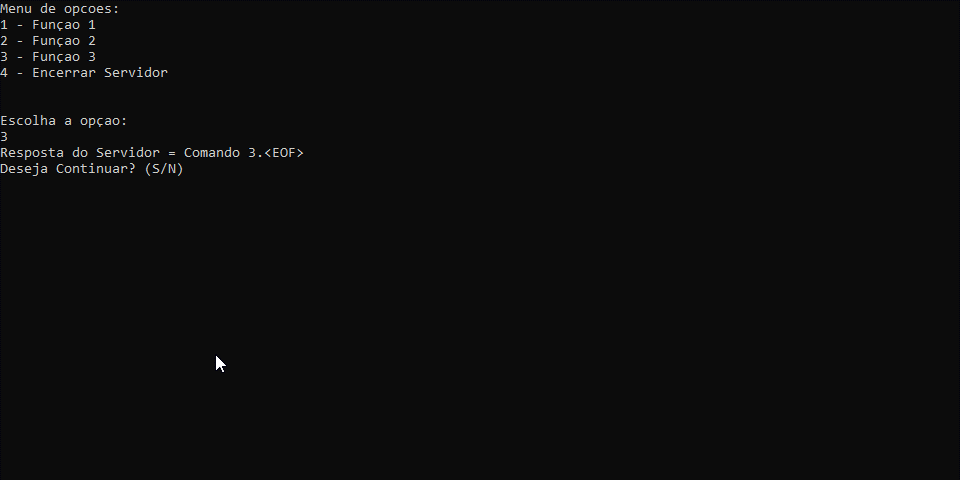 Menu de opcoes:
1 - Funçao 1
2 - Funçao 2
3 - Funçao 3
4 - Encerrar Servidor
Escolha a opçao:
3
Resposta do Servidor = Comando 3.<EOF>
Deseja Continuar? (S/N)